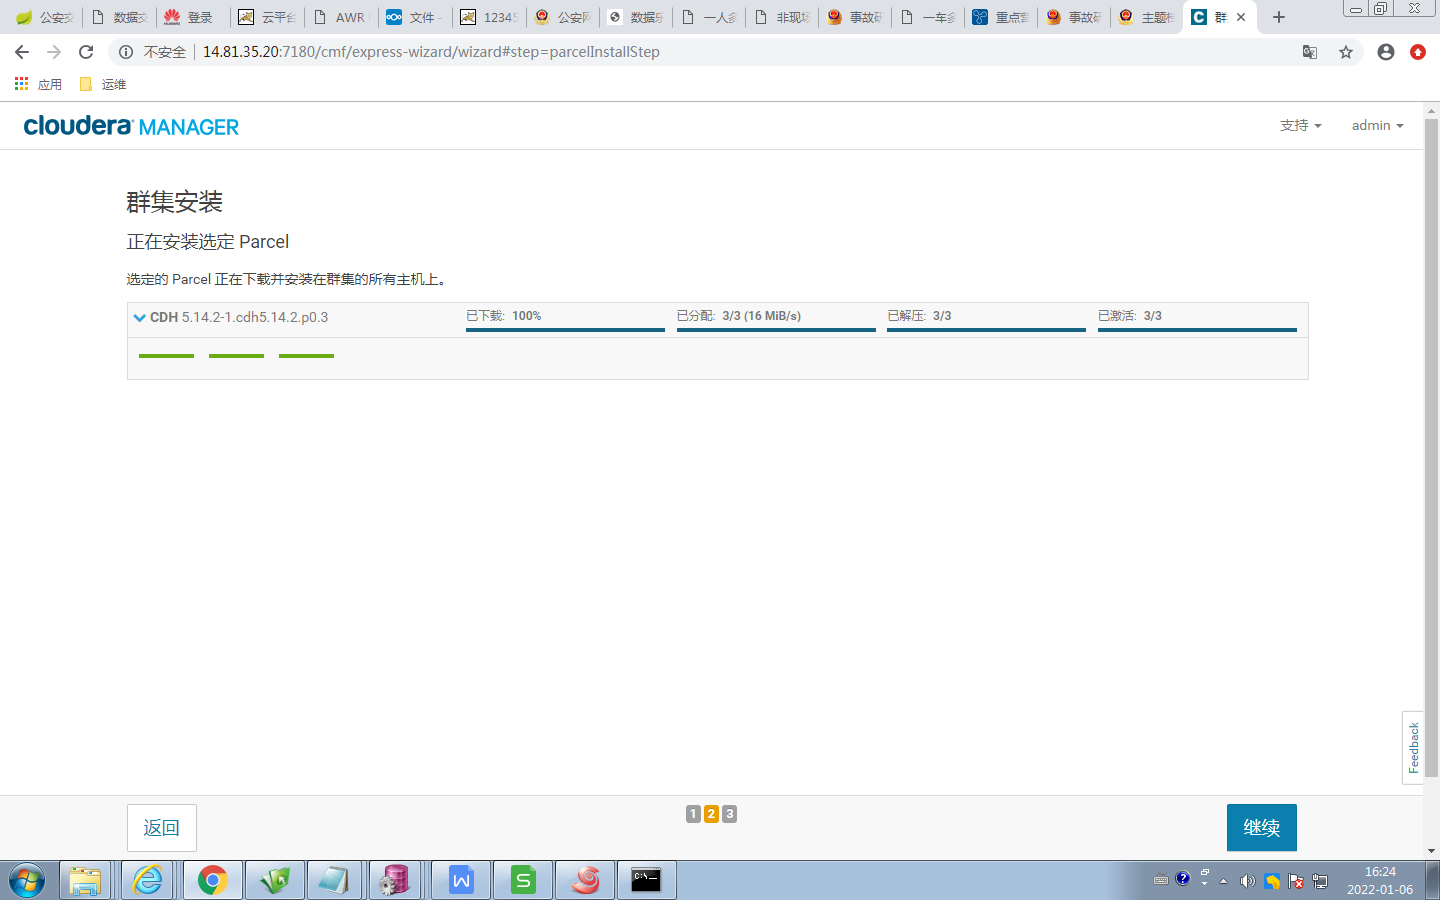 公安交
数据交
登录
云平台
AWR
文件 -
12345
公安网
数据乐
一人多
非现场
事故研
一车多
重点营
事故研
主题检
群
不安全
14.81.35.20:7180/cmf/express-wizard/wizard#step=parcelInstallStep
应用
运维
cloudera MANAGER
支持
admin
群集安装
正在安装选定 Parcel
选定的 Parcel 正在下载并安装在群集的所有主机上。
CDH 5.14.2-1.cdh5.14.2.p0.3
已下载: 100%
已分配: 3/3 (16 MiB/s)
已解压: 3/3
已激活: 3/3
Feedback
返回
1 2 3
继续
16:24
2022-01-06